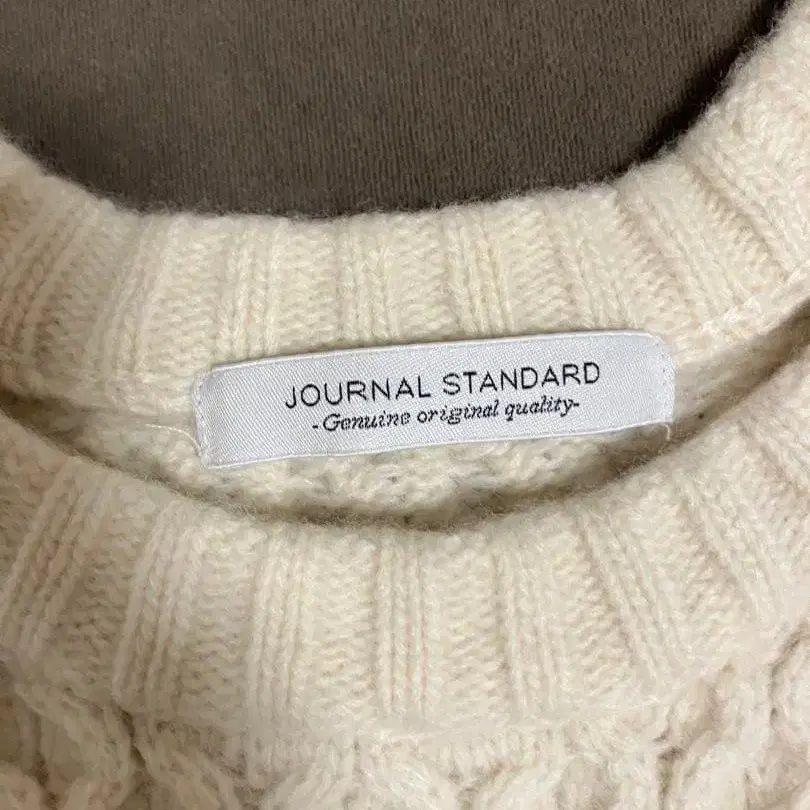 JOURNAL STANDARD
-Genuine original quality-